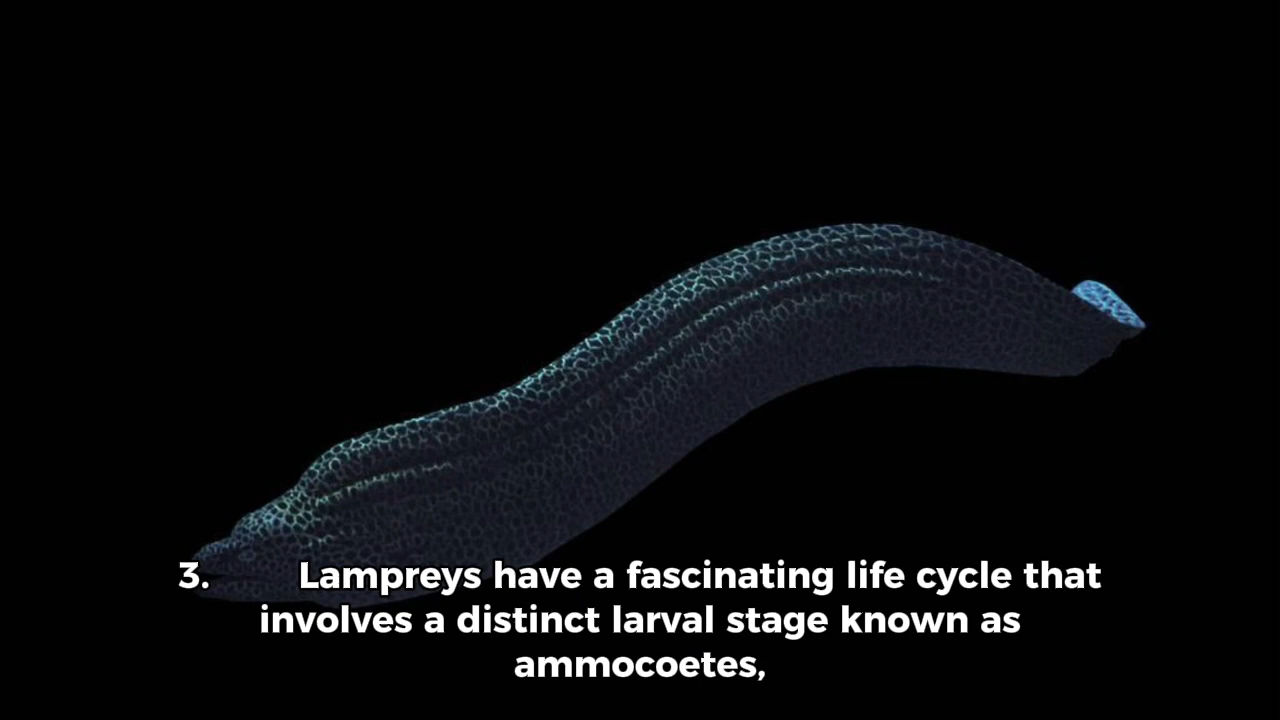 3. Lampreys have a fascinating life cycle that
involves a distinct larval stage known as
ammocoetes,